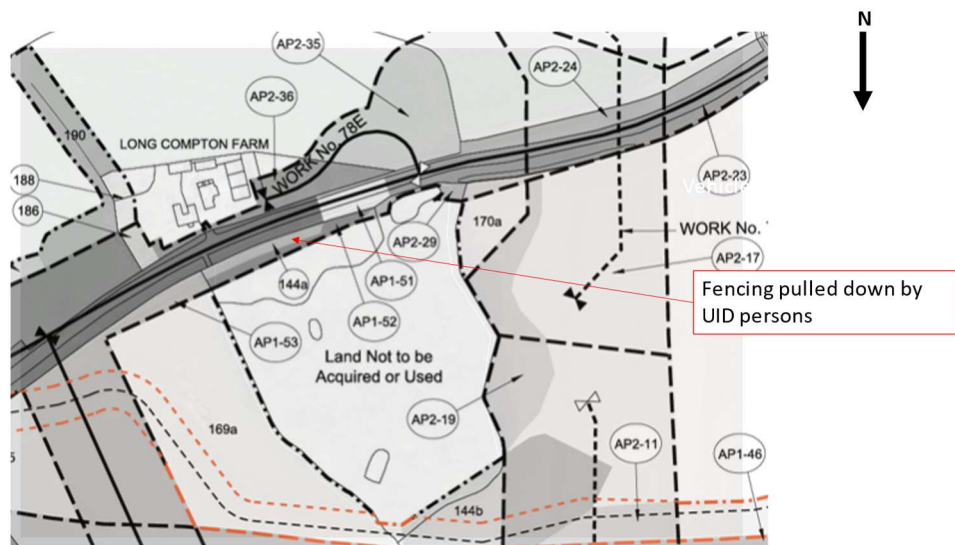 N
AP2-35
AP2-24
AP2-36
190
LONG COMPTON FARM
WORK No. 78E
188
186
AP2-23
Vehicle
170a
WORK No.
AP2-29
AP2-17
144a
AP1-51
Fencing pulled down by
UID persons
AP1-52
AP1-53
Land Not to be
Acquired or Used
AP2-19
169a
AP2-11
AP1-46
144b